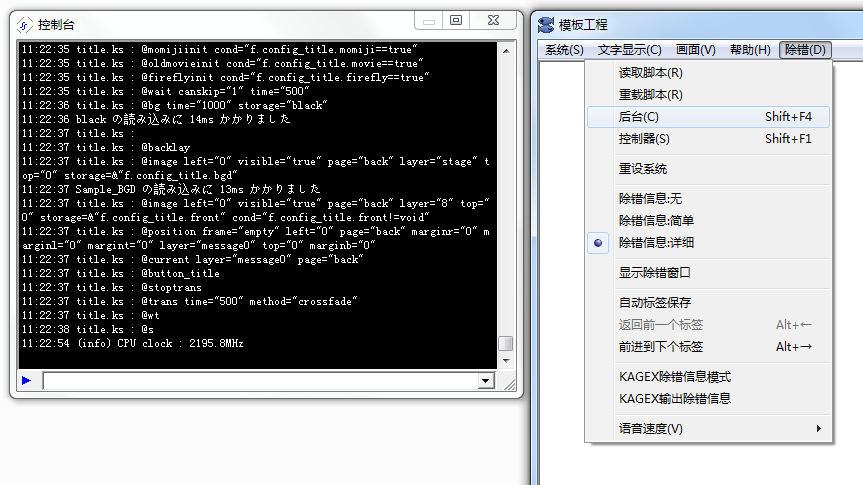 控制台
11:22:35 title.ks : @momijiinit cond="f.config_title.momiji==true"
11:22:35 title.ks : @oldmovieinit cond="f.config_title.movie==true"
11:22:35 title.ks : @fireflyinit cond="f.config_title.firefly==true"
11:22:35 title.ks : @wait canskip="1" time="500"
11:22:36 title.ks : @bg time="1000" storage="black"
11:22:36 black の読み込みに 14ms かかりました
11:22:37 title.ks :
11:22:37 title.ks : @backlay
11:22:37 title.ks : @image left="0" visible="true" page="back" layer="stage" t
op="0" storage=&"f.config_title.bgd"
11:22:37 Sample_BGD の読み込みに 13ms かかりました
11:22:37 title.ks : @image left="0" visible="true" page="back" layer="8" top="
0" storage=&"f.config_title.front" cond="f.config_title.front!=void"
11:22:37 title.ks : @position frame="empty" left="0" page="back" marginr="0" m
arginl="0" margint="0" layer="message0" top="0" marginb="0"
11:22:37 title.ks : @current layer="message0" page="back"
11:22:37 title.ks : @button_title
11:22:37 title.ks : @stoptrans
11:22:37 title.ks : @trans time="500" method="crossfade"
11:22:37 title.ks : @wt
11:22:38 title.ks : @s
11:22:54 (info) CPU clock : 2195.8MHz
模板工程
系统(S) 文字显示(C) 画面(V) 帮助(H) 除错(D)
读取脚本(R)
重载脚本(R)
后台(C) Shift+F4
控制器(S) Shift+F1
重设系统
除错信息:无
除错信息:简单
除错信息:详细
显示除错窗口
自动标签保存
返回前一个标签 Alt+←
前进到下个标签 Alt+→
KAGEX除错信息模式
KAGEX输出除错信息
语音速度(V)